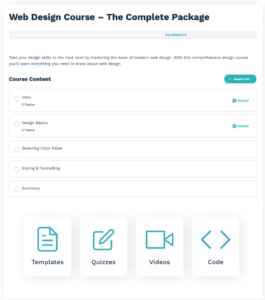 Web Design Course – The Complete Package
0% COMPLETE
Take your design skills to the next level by mastering the basics of modern web design. With this comprehensive design course
you'll learn everything you need to know about web design.
Course Content
Expand All
Intro
Topics
Expand
Design Basics
Topics
Expand
Selecting Color Pallet
Styling & Formatting
Summary
Templates
Quizzes
Videos
Code